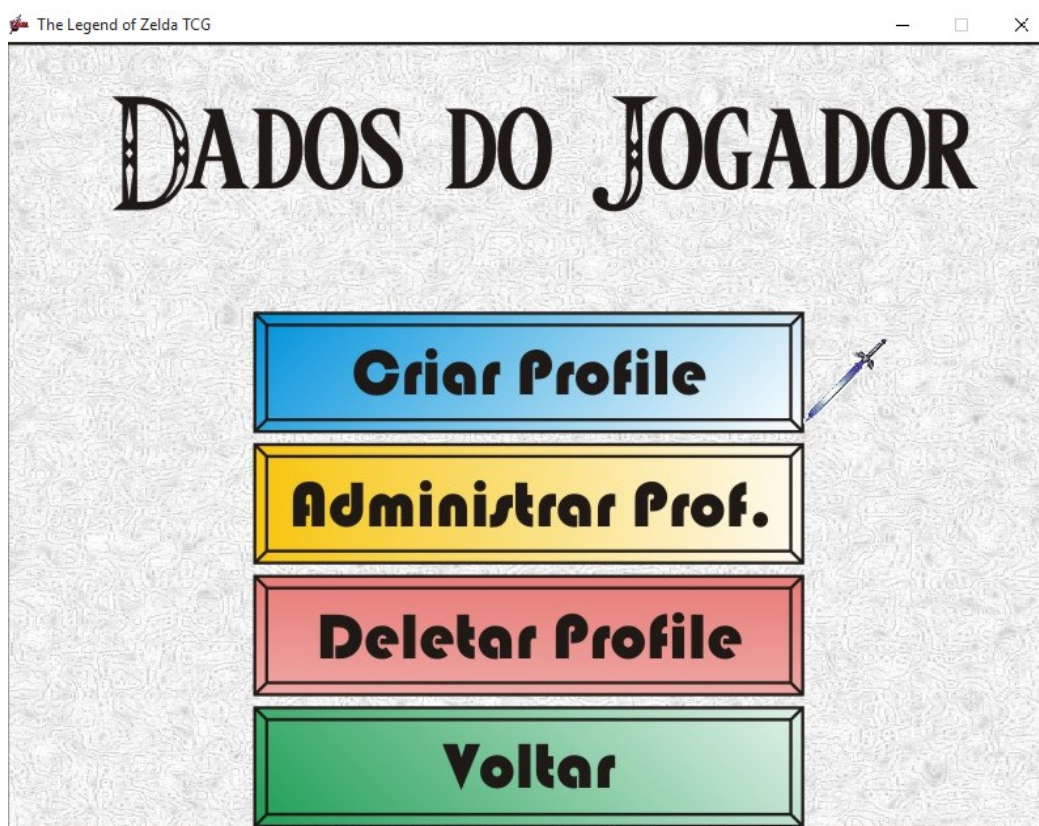 The Legend of Zelda TCG
Dados do Jogador
Criar Profile
Administrar Prof.
Deletar Profile
Voltar